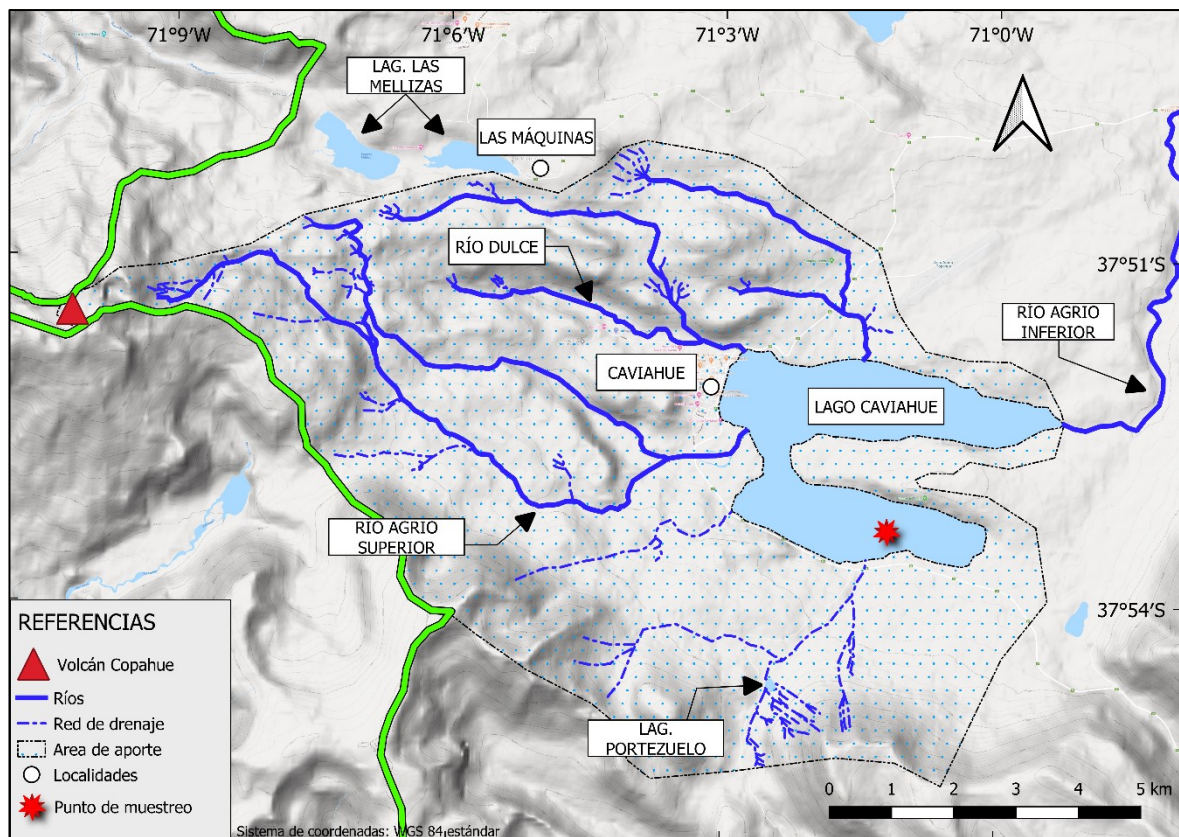 71°9'W
71°6'W
71°3'W
71°0'W
LAG. LAS
MELLIZAS
LAS MÁQUINAS
RÍO DULCE
37°51'S
RÍO AGRIO
INFERIOR
CAVIAHUE
LAGO CAVIAHUE
RÍO AGRIO
SUPERIOR
37°54'S
LAG.
PORTEZUELO
REFERENCIAS
Volcán Copahue
Ríos
Red de drenaje
Area de aporte
Localidades
Punto de muestreo
0 1 2 3 4 5 km
Sistema de coordenadas: WGS 84 estándar